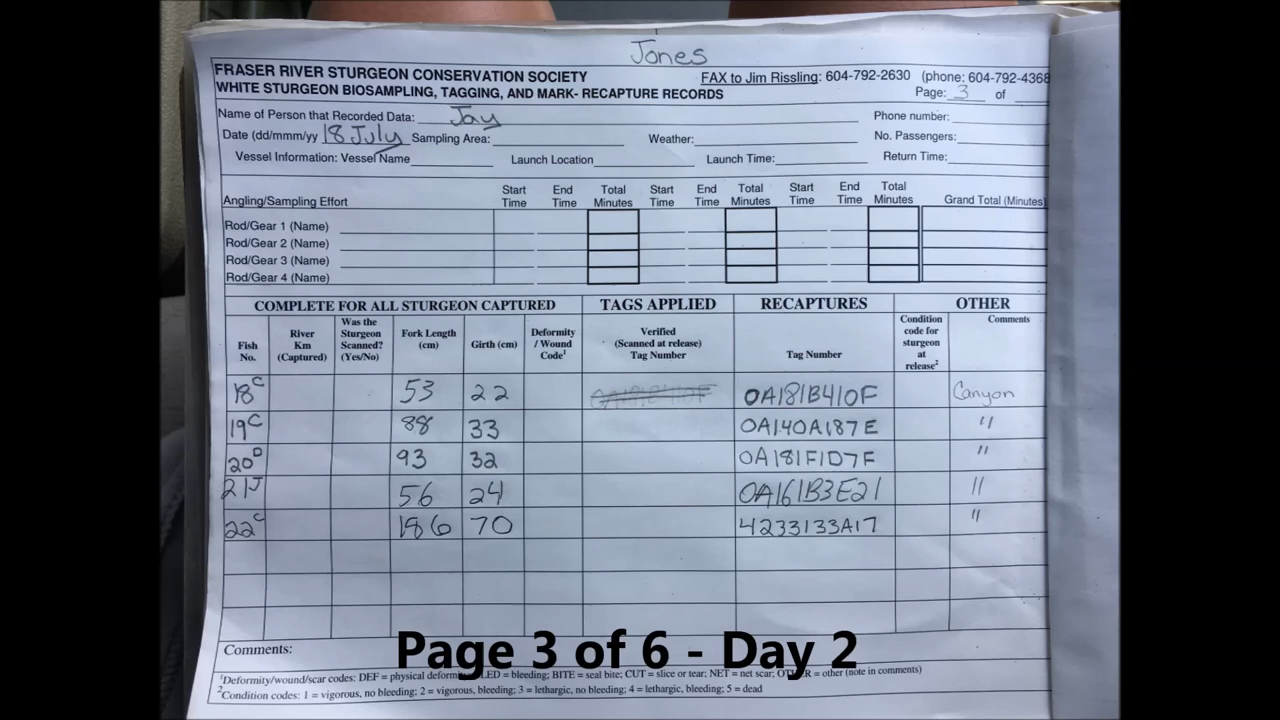 Jones
FRASER RIVER STURGEON CONSERVATION SOCIETY FAX to Jim Rissling: 604-792-2630 (phone: 604-792-4368
WHITE STURGEON BIOSAMPLING, TAGGING, AND MARK- RECAPTURE RECORDS Page: 3 of
Name of Person that Recorded Data: Jay Phone number:
Date (dd/mmm/yy 18 July Sampling Area: Weather: No. Passengers:
Vessel Information: Vessel Name Launch Location Launch Time: Return Time:
Angling/Sampling Effort Start Time End Time Total Minutes Start Time End Time Total Minutes Start Time End Time Total Minutes Grand Total (Minutes)
Rod/Gear 1 (Name)
Rod/Gear 2 (Name)
Rod/Gear 3 (Name)
Rod/Gear 4 (Name)
COMPLETE FOR ALL STURGEON CAPTURED TAGS APPLIED RECAPTURES OTHER
Fish No. River Km (Captured) Was the Sturgeon Scanned? (Yes/No) Fork Length (cm) Girth (cm) Deformity / Wound Code1 Verified (Scanned at release) Tag Number Tag Number Condition code for sturgeon at release2 Comments
18C 53 22 0A181B410F 0A181B410F Canyon
19C 88 33 0A140A187E "
20D 93 32 0A181F1D7F "
21J 56 24 0A161B3E21 "
22C 186 70 4233133A17 "
Comments:
Page 3 of 6 - Day 2
1Deformity/wound/scar codes: DEF = physical deformity LED = bleeding; BITE = seal bite; CUT = slice or tear; NET = net scar; = other (note in comments)
2Condition codes: 1 = vigorous, no bleeding; 2 = vigorous, bleeding; 3 = lethargic, no bleeding; 4 = lethargic, bleeding; 5 = dead